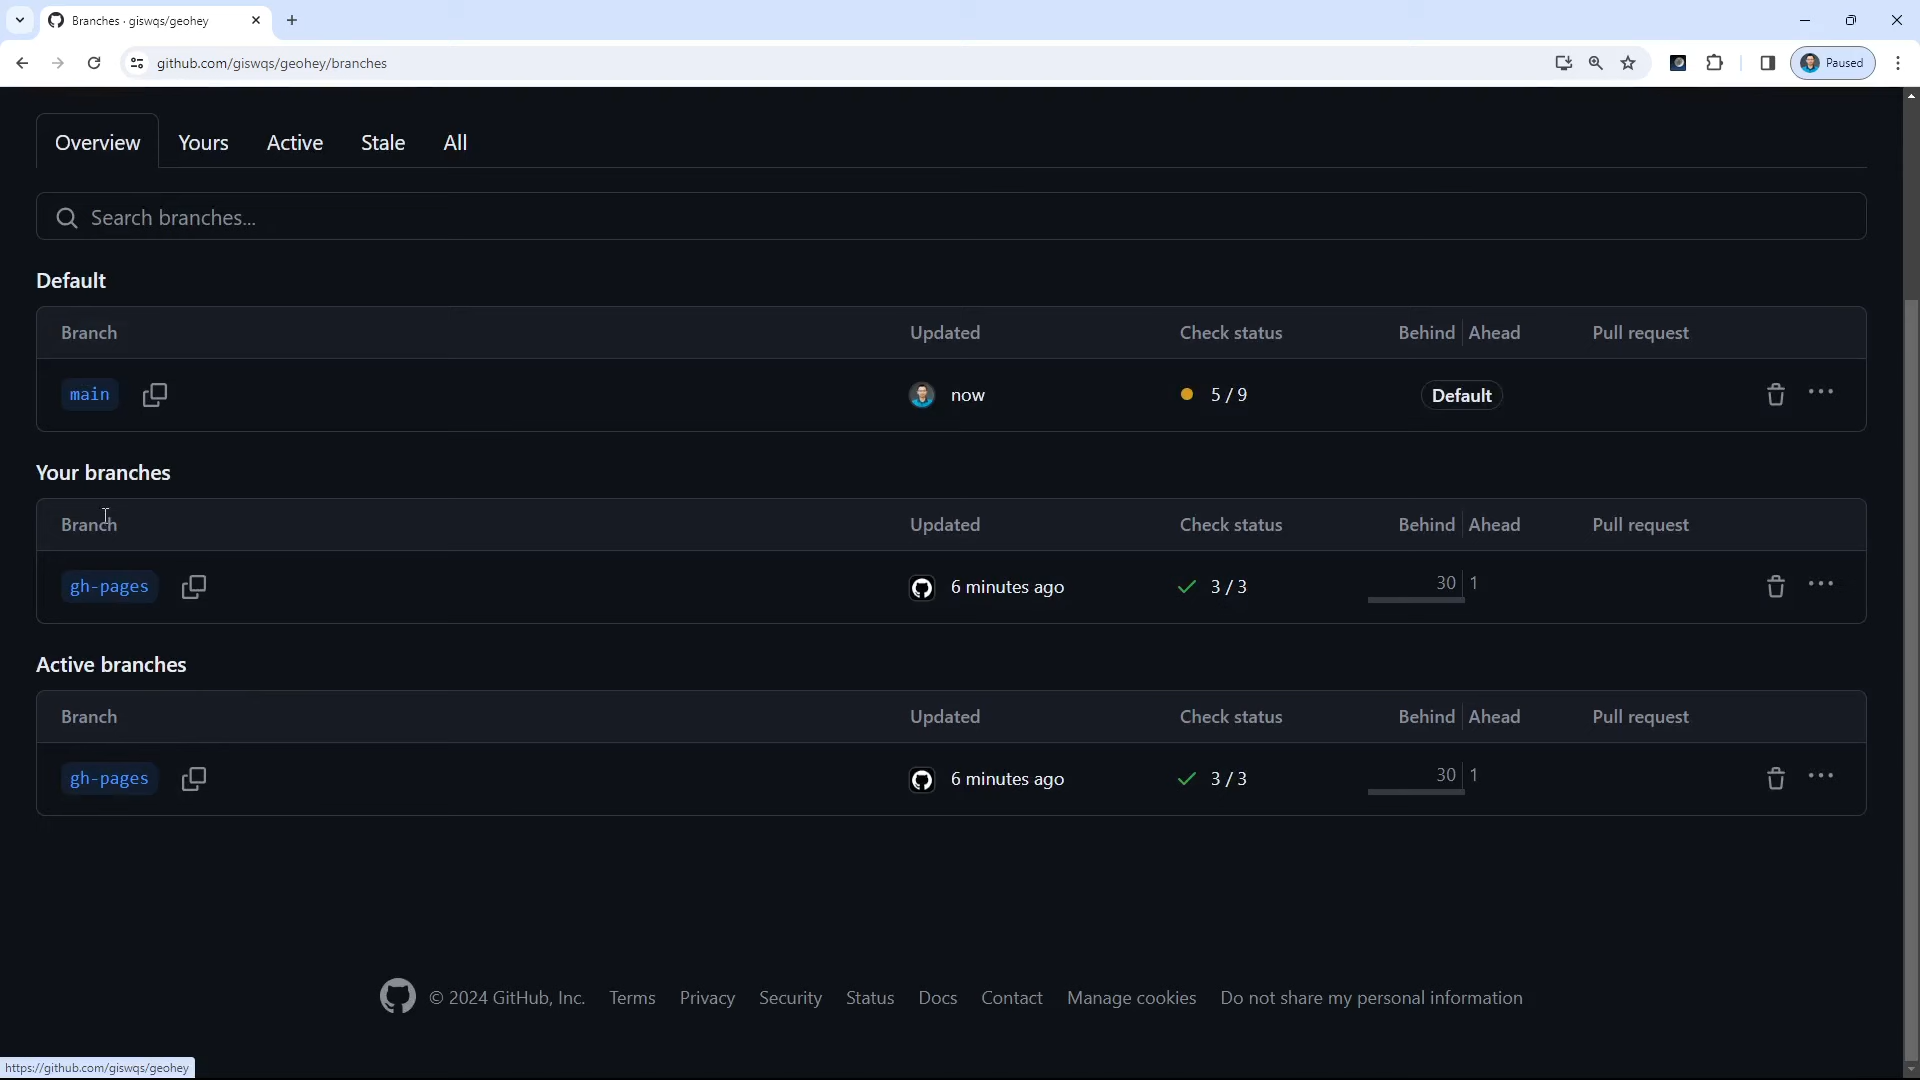 Branches · giswqs/geohey
github.com/giswqs/geohey/branches
Paused
Overview Yours Active Stale All
Search branches...
Default
Branch Updated Check status Behind Ahead Pull request
main now 5 / 9 Default
Your branches
Branch Updated Check status Behind Ahead Pull request
gh-pages 6 minutes ago 3 / 3 30 1
Active branches
Branch Updated Check status Behind Ahead Pull request
gh-pages 6 minutes ago 3 / 3 30 1
© 2024 GitHub, Inc. Terms Privacy Security Status Docs Contact Manage cookies Do not share my personal information
https://github.com/giswqs/geohey